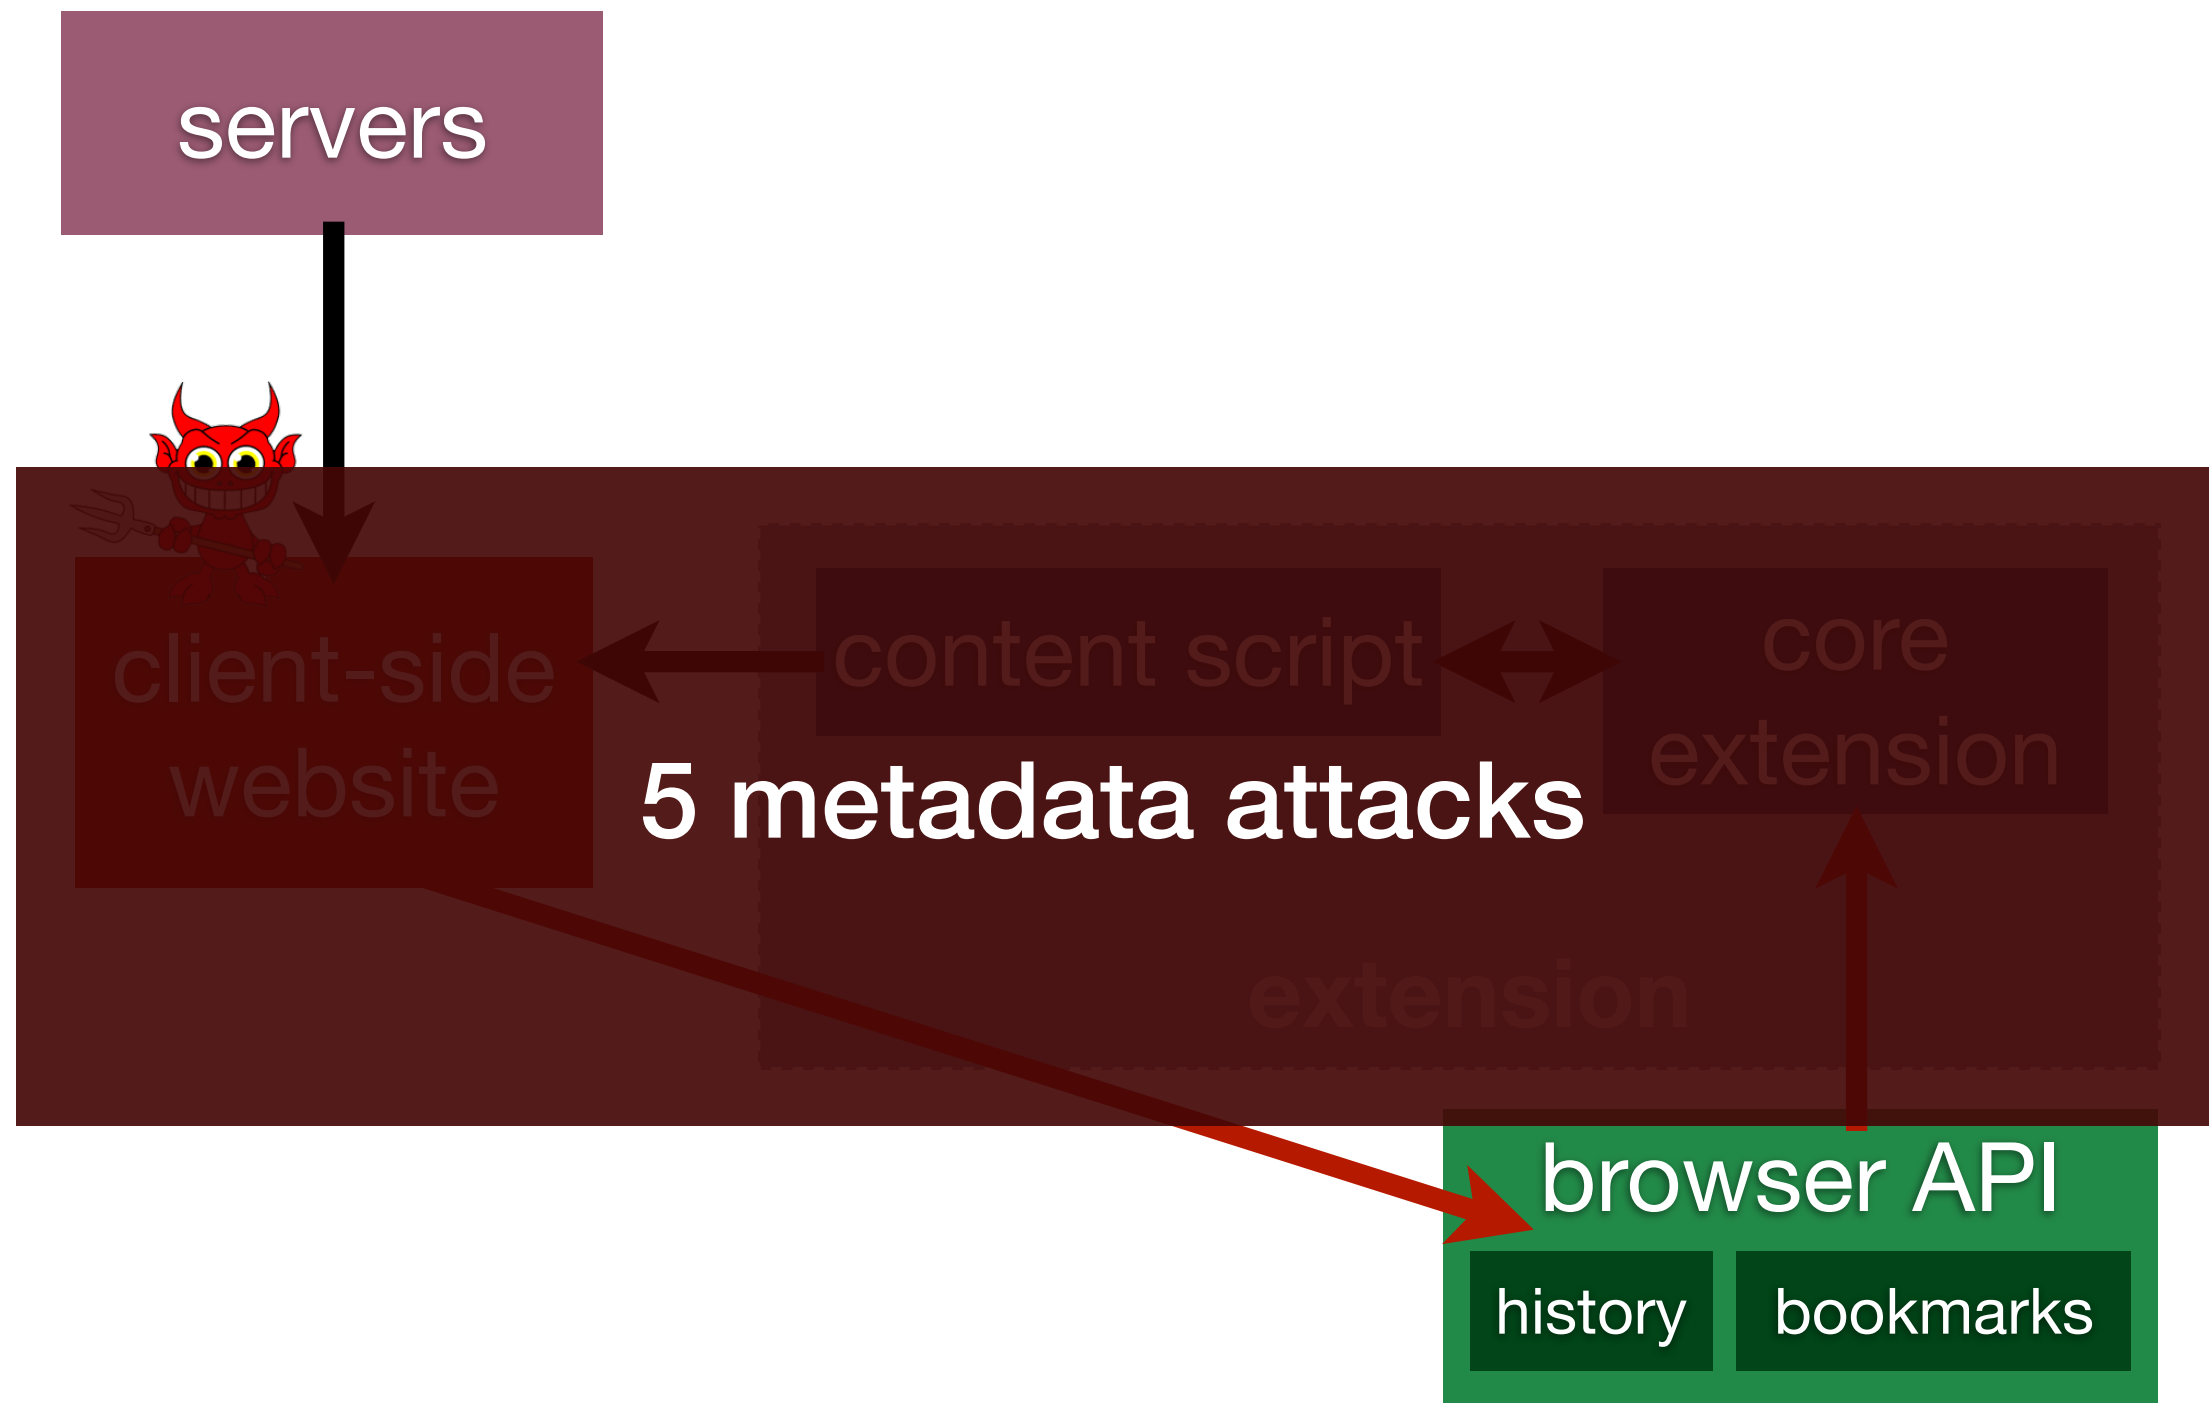 servers
client-side
website
content script
core
extension
5 metadata attacks
extension
browser API
history
bookmarks